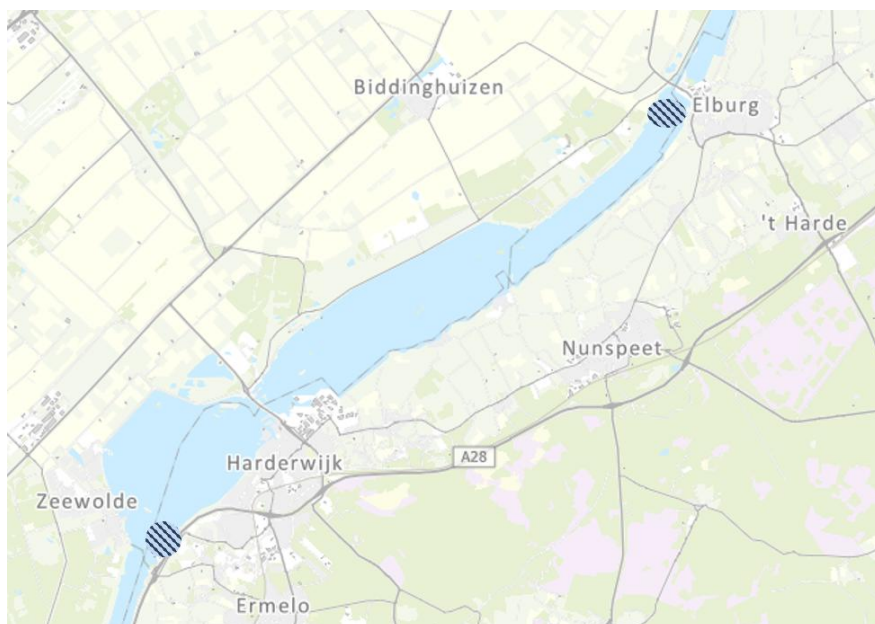 Biddinghuizen
Elburg
't Harde
Nunspeet
A28
Harderwijk
Zeewolde
Ermelo